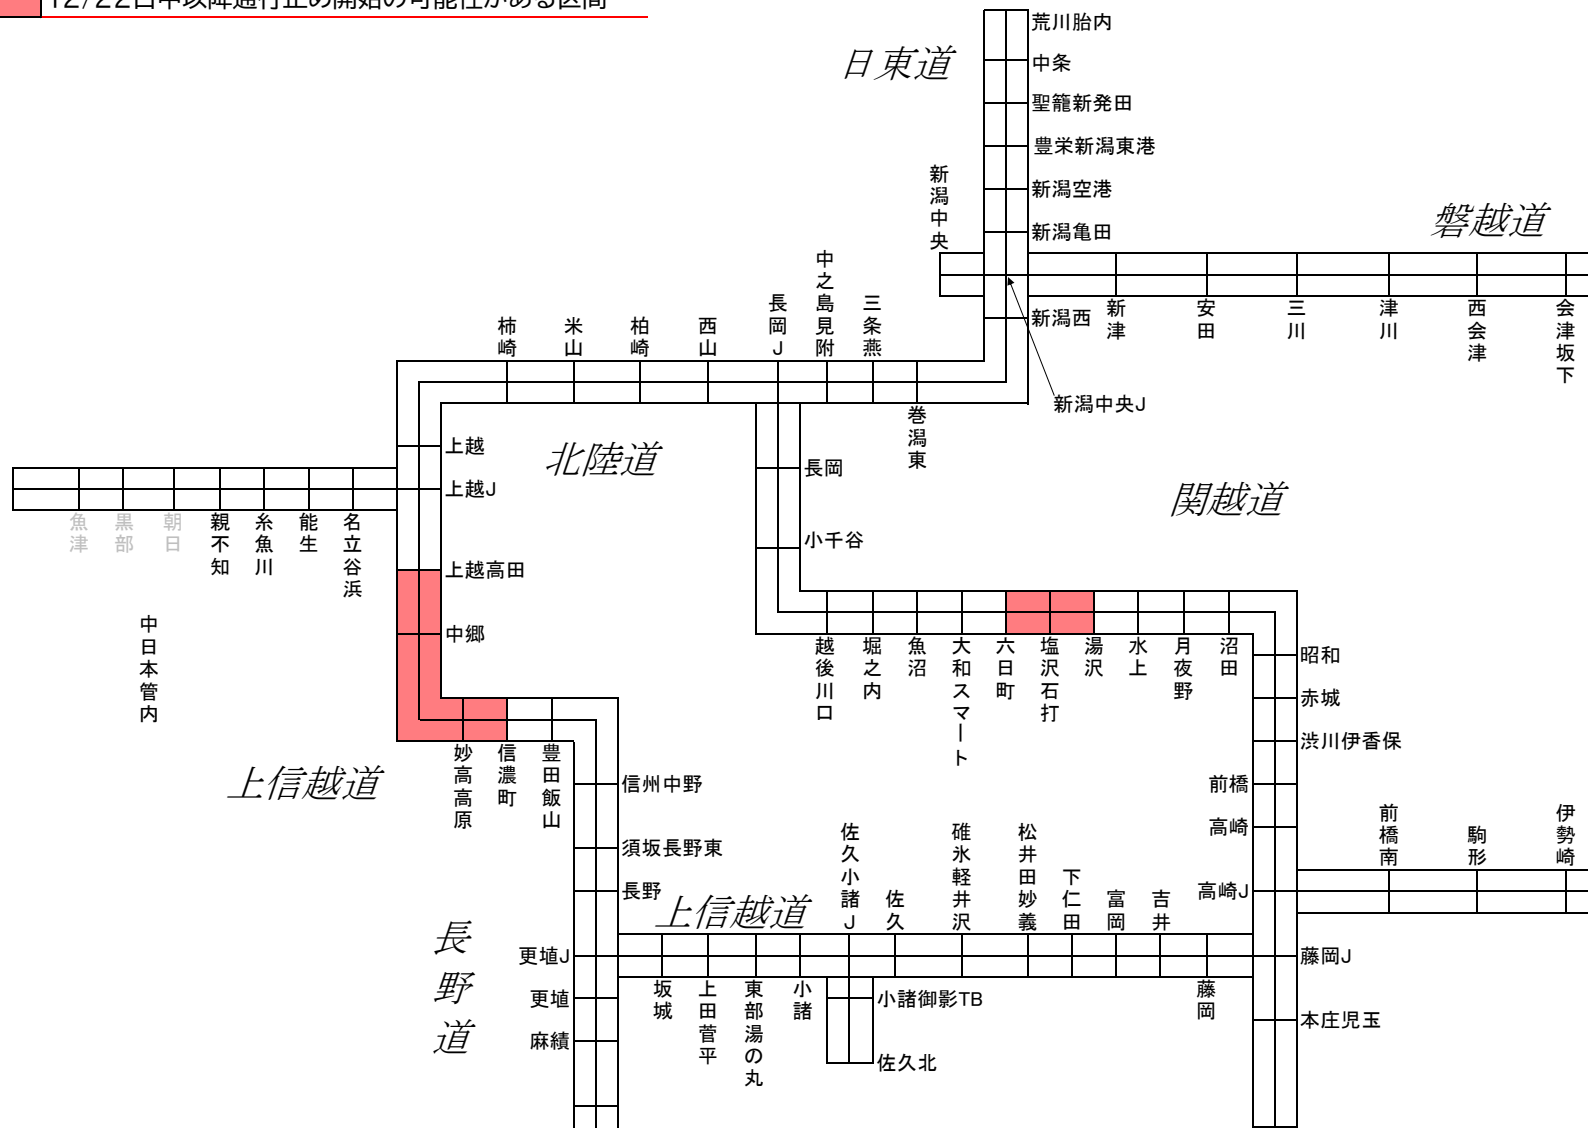 12/22日中以降通行止め開始の可能性がある区間
荒川胎内
日東道
中条
聖籠新発田
豊栄新潟東港
新潟中央
新潟空港
磐越道
新潟亀田
新潟西
新津
安田
三川
津川
西会津
会津坂下
柿崎
米山
柏崎
西山
長岡J
中之島見附
三条燕
巻潟東
新潟中央J
上越
北陸道
長岡
上越J
関越道
魚津
黒部
朝日
親不知
糸魚川
能生
名立谷浜
小千谷
上越高田
中郷
中日本管内
越後川口
堀之内
魚沼
大和スマート
六日町
塩沢石打
湯沢
水上
月夜野
沼田
昭和
赤城
渋川伊香保
上信越道
妙高高原
信濃町
豊田飯山
信州中野
前橋
高崎
前橋南
駒形
伊勢崎
須坂長野東
長野
上信越道
佐久小諸J
佐久
碓氷軽井沢
松井田妙義
下仁田
富岡
吉井
高崎J
長野道
更埴J
藤岡J
更埴
坂城
上田菅平
東部湯の丸
小諸
小諸御影TB
藤岡
本庄児玉
麻績
佐久北